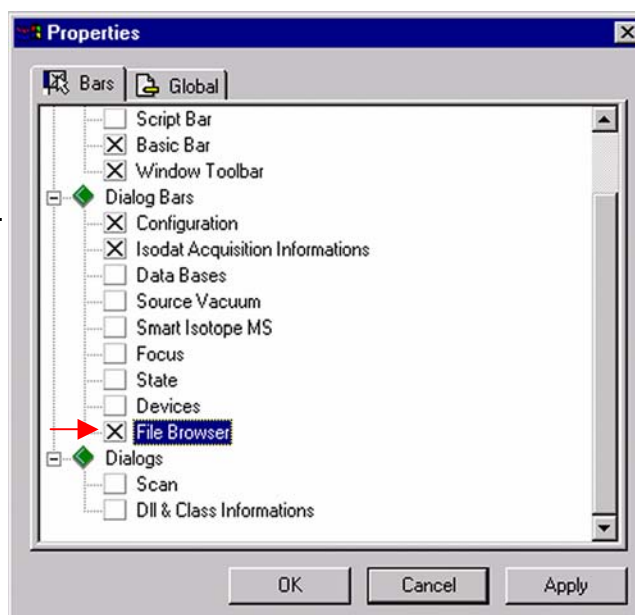 Properties
Bars
Global
Script Bar
Basic Bar
Window Toolbar
Dialog Bars
Configuration
Isodat Acquisition Informations
Data Bases
Source Vacuum
Smart Isotope MS
Focus
State
Devices
File Browser
Dialogs
Scan
Dll & Class Informations
OK
Cancel
Apply